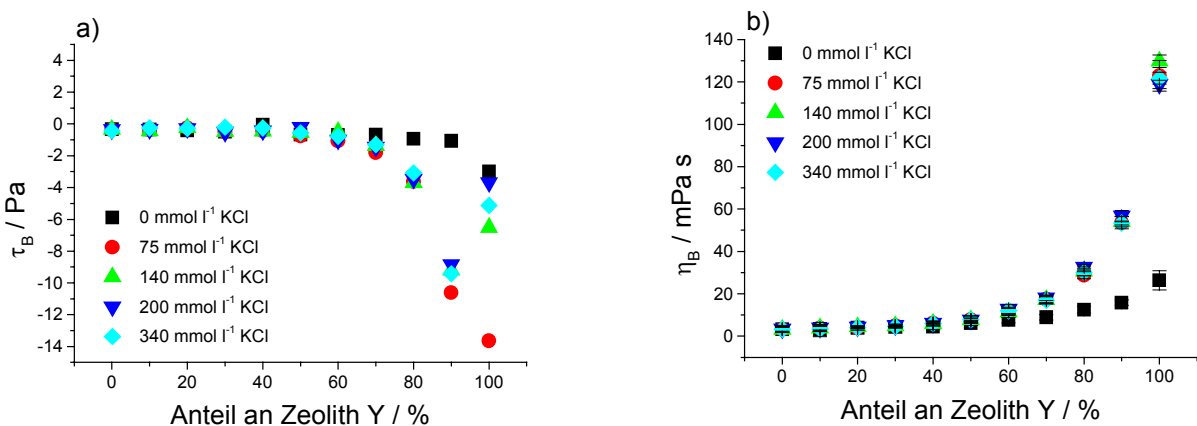 a)
4
2
0
-2
-4
-6
-8
-10
-12
-14
τB / Pa
0 mmol l⁻¹ KCl
75 mmol l⁻¹ KCl
140 mmol l⁻¹ KCl
200 mmol l⁻¹ KCl
340 mmol l⁻¹ KCl
0 20 40 60 80 100
Anteil an Zeolith Y / %
b)
140
120
100
80
60
40
20
0
ηB / mPa s
0 mmol l⁻¹ KCl
75 mmol l⁻¹ KCl
140 mmol l⁻¹ KCl
200 mmol l⁻¹ KCl
340 mmol l⁻¹ KCl
0 20 40 60 80 100
Anteil an Zeolith Y / %